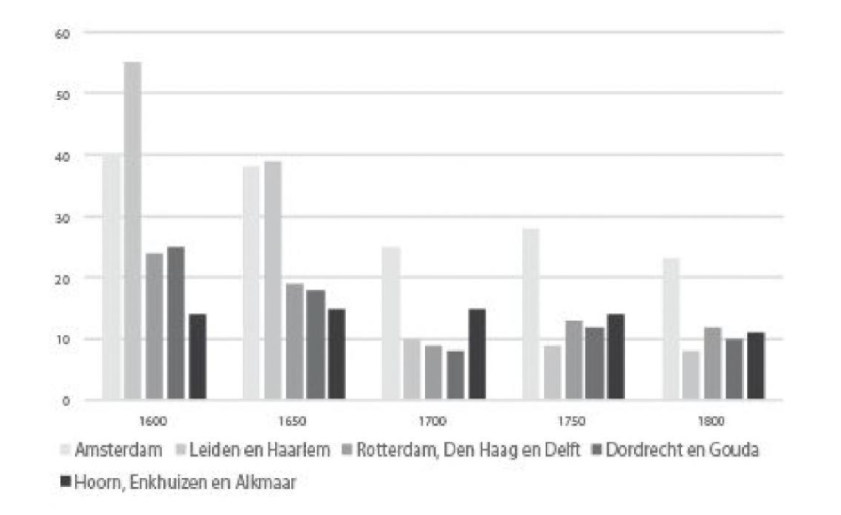 60
50
40
30
20
10
0
1600 1650 1700 1750 1800
Amsterdam Leiden en Haarlem Rotterdam, Den Haag en Delft Dordrecht en Gouda
Hoorn, Enkhuizen en Alkmaar